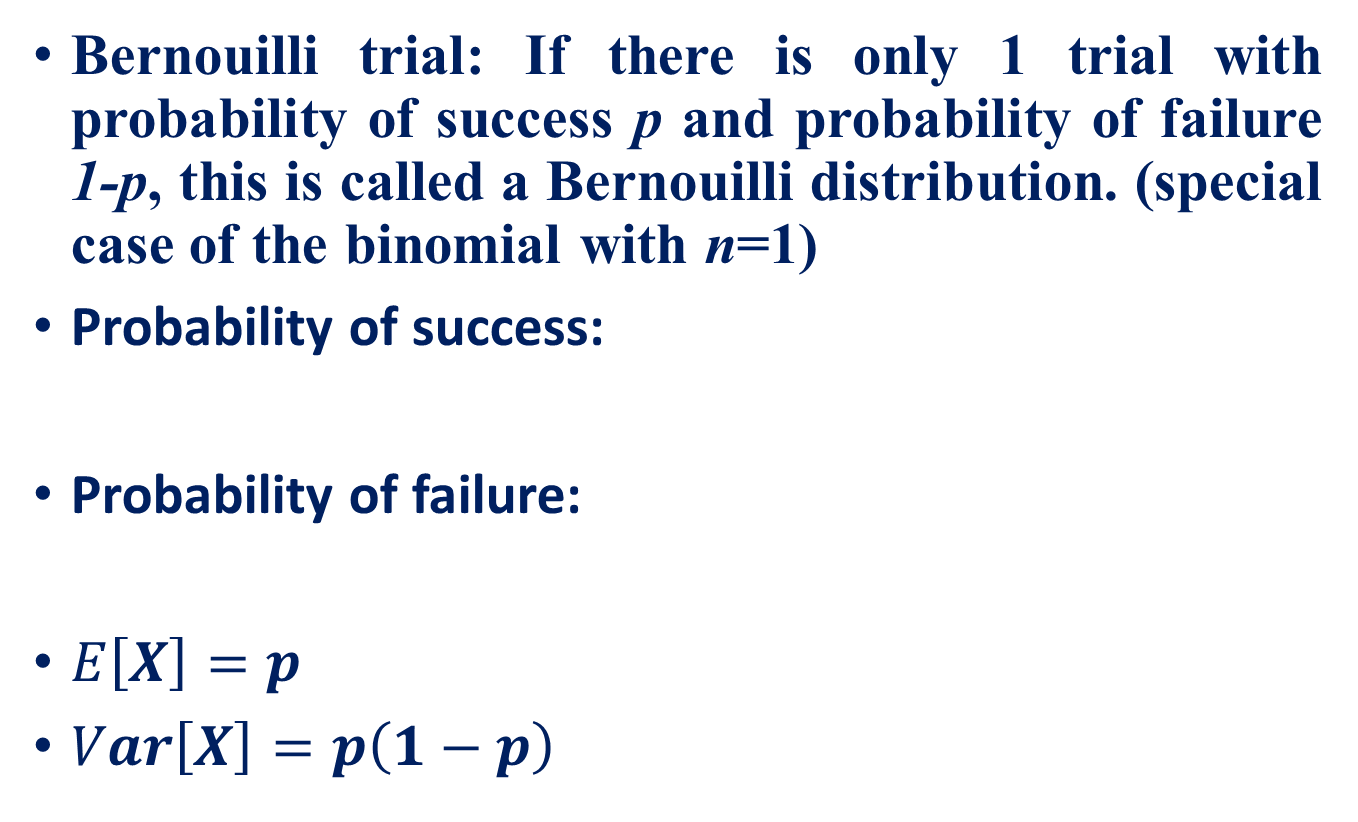 • Bernouilli trial: If there is only 1 trial with
probability of success p and probability of failure
1-p, this is called a Bernouilli distribution. (special
case of the binomial with n=1)
• Probability of success:
• Probability of failure:
• E[X] = p
• Var[X] = p(1 − p)